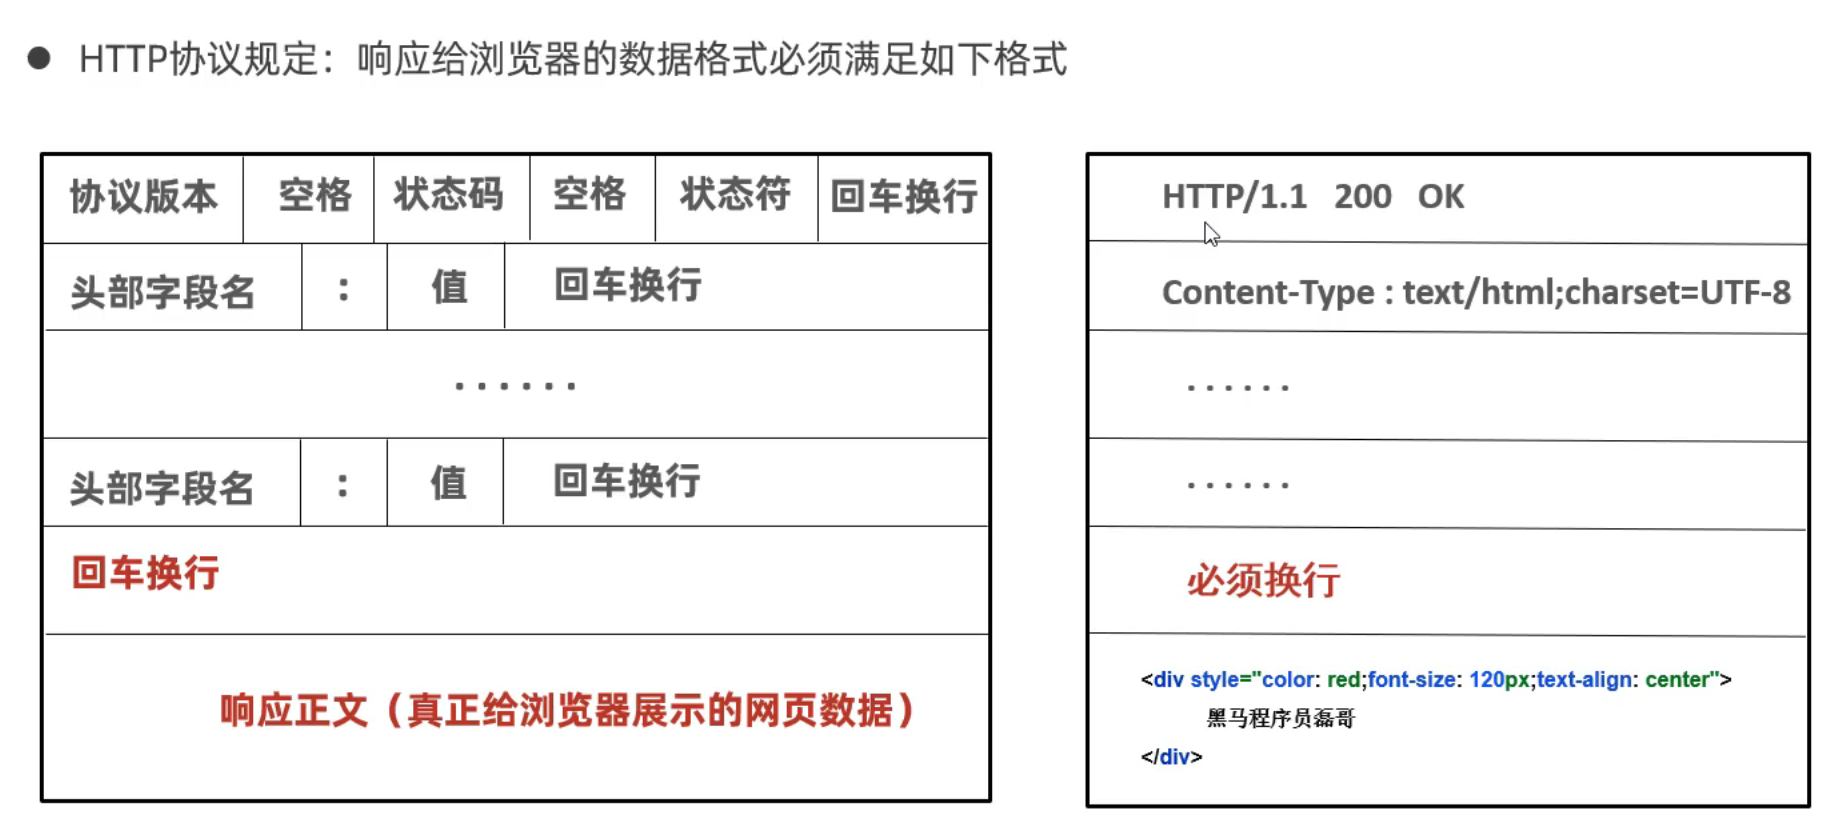 ● HTTP协议规定：响应给浏览器的数据格式必须满足如下格式
协议版本 空格 状态码 空格 状态符 回车换行
头部字段名 : 值 回车换行
......
头部字段名 : 值 回车换行
回车换行
响应正文（真正给浏览器展示的网页数据）
HTTP/1.1 200 OK
Content-Type : text/html;charset=UTF-8
......
......
必须换行
<div style="color: red;font-size: 120px;text-align: center">
黑马程序员磊哥
</div>